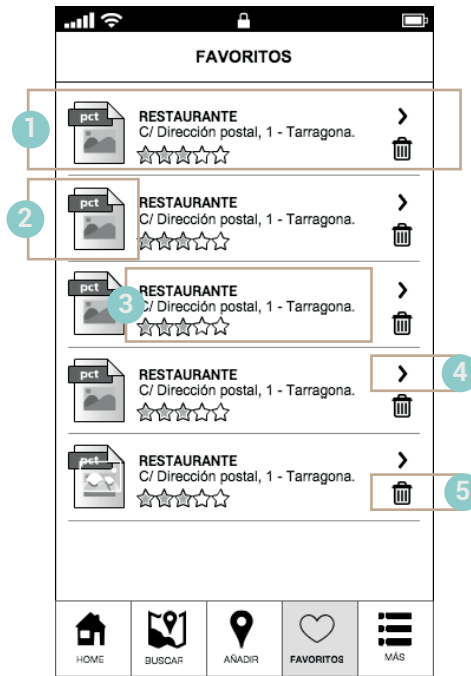 FAVORITOS
1
pct
RESTAURANTE
C/ Dirección postal, 1 - Tarragona.
2
pct
RESTAURANTE
C/ Dirección postal, 1 - Tarragona.
3
pct
RESTAURANTE
C/ Dirección postal, 1 - Tarragona.
4
pct
RESTAURANTE
C/ Dirección postal, 1 - Tarragona.
5
pct
RESTAURANTE
C/ Dirección postal, 1 - Tarragona.
HOME
BUSCAR
AÑADIR
FAVORITOS
MÁS